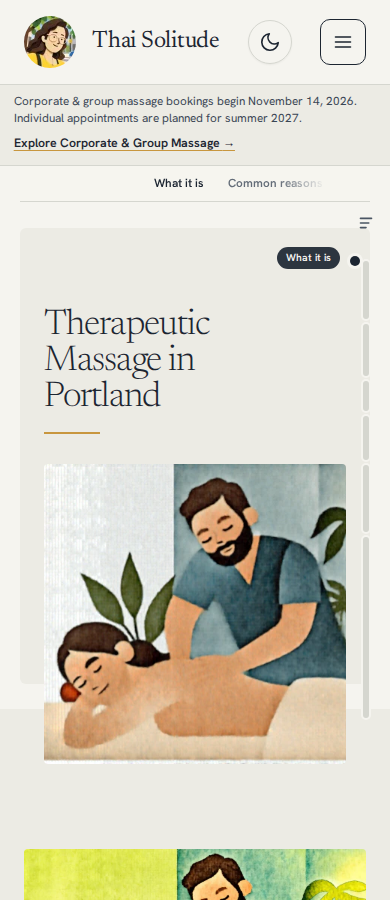 Thai Solitude
Corporate & group massage bookings begin November 14, 2026.
Individual appointments are planned for summer 2027.
Explore Corporate & Group Massage →
What it is
Common reasons
What it is
Therapeutic
Massage in
Portland